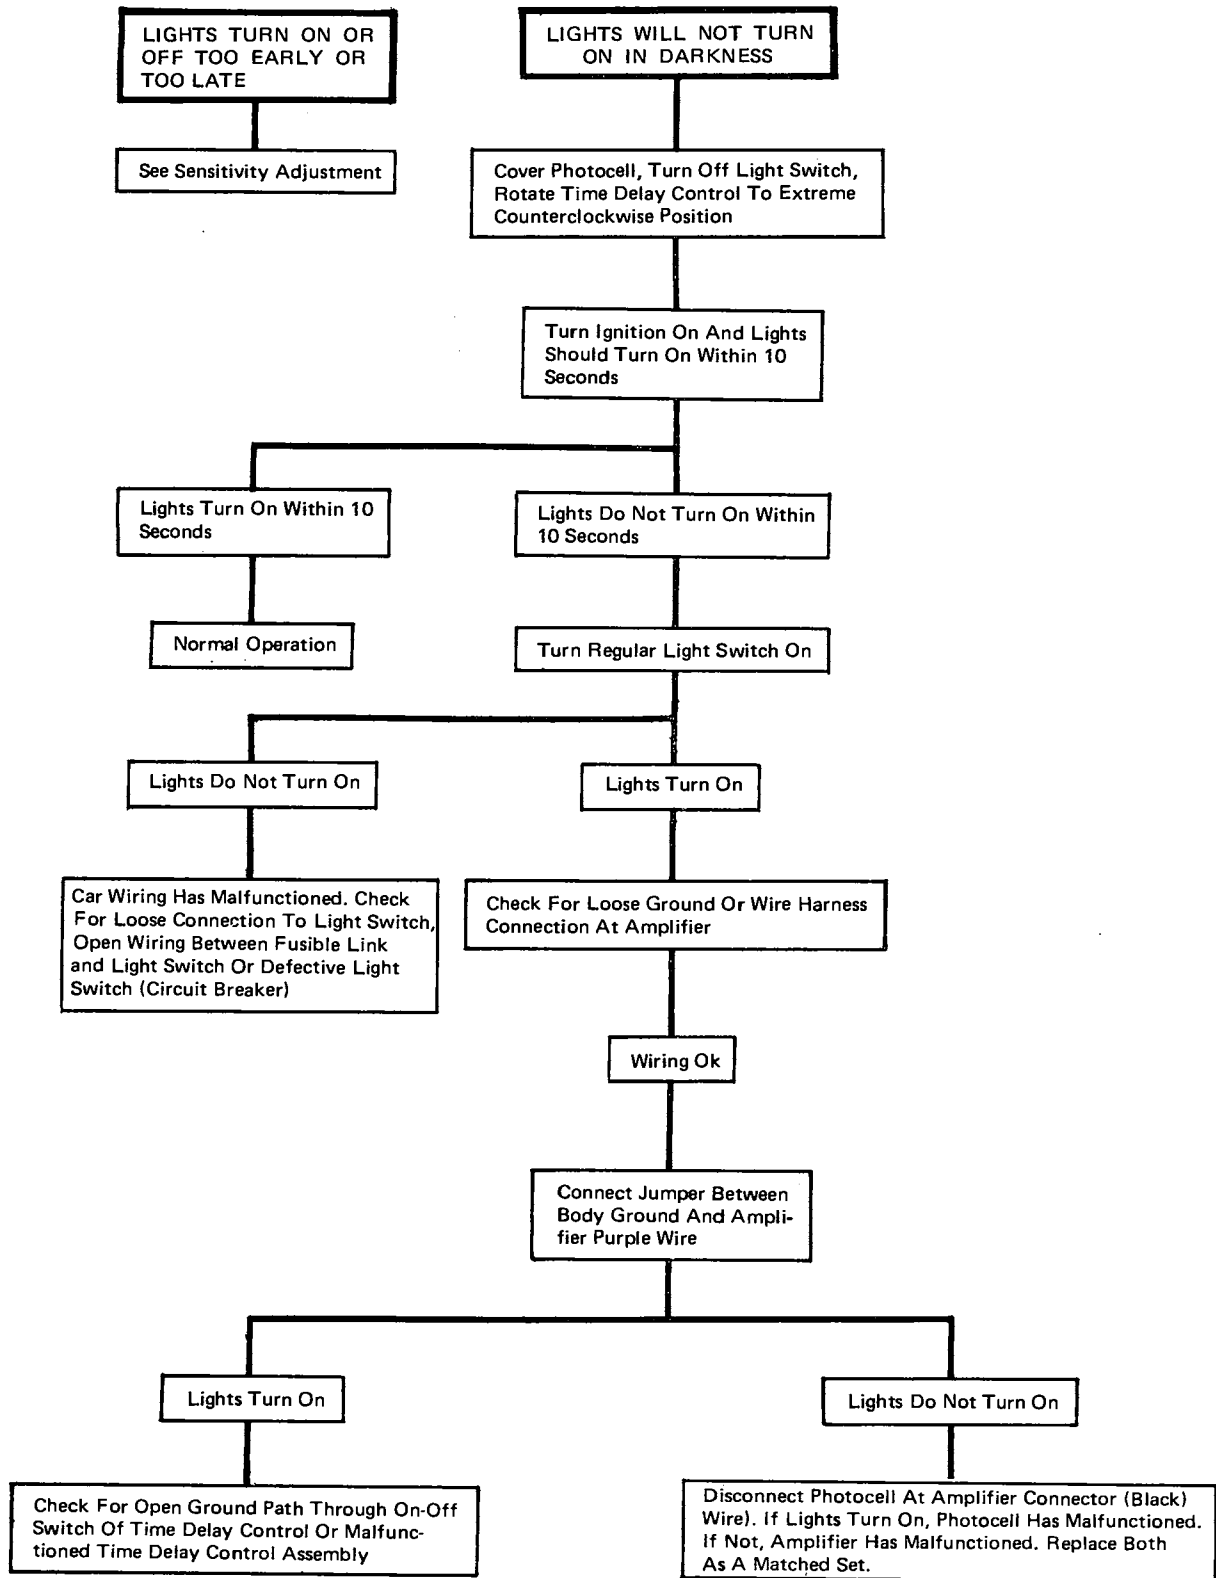 LIGHTS TURN ON OR
OFF TOO EARLY OR
TOO LATE
See Sensitivity Adjustment
LIGHTS WILL NOT TURN
ON IN DARKNESS
Cover Photocell, Turn Off Light Switch,
Rotate Time Delay Control To Extreme
Counterclockwise Position
Turn Ignition On And Lights
Should Turn On Within 10
Seconds
Lights Turn On Within 10
Seconds
Normal Operation
Lights Do Not Turn On Within
10 Seconds
Turn Regular Light Switch On
Lights Do Not Turn On
Car Wiring Has Malfunctioned. Check
For Loose Connection To Light Switch,
Open Wiring Between Fusible Link
and Light Switch Or Defective Light
Switch (Circuit Breaker)
Lights Turn On
Check For Loose Ground Or Wire Harness
Connection At Amplifier
Wiring Ok
Connect Jumper Between
Body Ground And Ampli-
fier Purple Wire
Lights Turn On
Check For Open Ground Path Through On-Off
Switch Of Time Delay Control Or Malfunc-
tioned Time Delay Control Assembly
Lights Do Not Turn On
Disconnect Photocell At Amplifier Connector (Black)
Wire). If Lights Turn On, Photocell Has Malfunctioned.
If Not, Amplifier Has Malfunctioned. Replace Both
As A Matched Set.